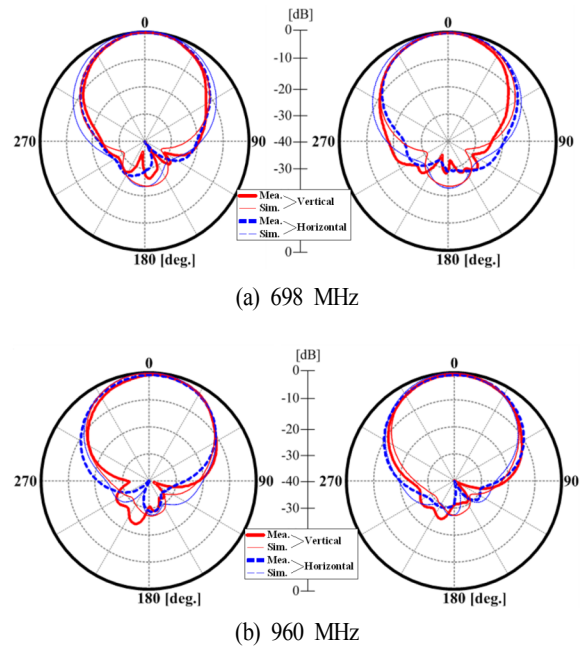 0 [dB] 0 0
-10
-20
270 90 -30 270 90
-40
Mea. Vertical
Sim.
Mea. Horizontal
Sim.
180 [deg.] 0 180 [deg.]
(a) 698 MHz
0 [dB] 0 0
-10
-20
-30
270 90 -40 270 90
Mea. Vertical
Sim.
Mea. Horizontal
Sim.
180 [deg.] 0 180 [deg.]
(b) 960 MHz